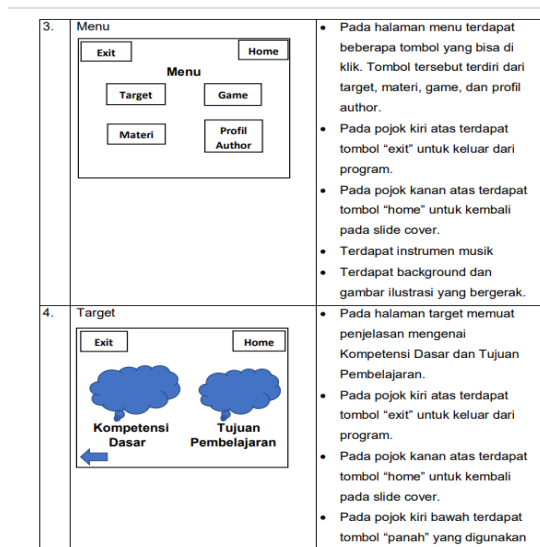 3.
Menu
Exit
Home
Menu
Target
Game
Materi
Profil
Author
• Pada halaman menu terdapat
beberapa tombol yang bisa di
klik. Tombol tersebut terdiri dari
target, materi, game, dan profil
author.
• Pada pojok kiri atas terdapat
tombol “exit” untuk keluar dari
program.
• Pada pojok kanan atas terdapat
tombol “home” untuk kembali
pada slide cover.
• Terdapat instrumen musik
• Terdapat background dan
gambar ilustrasi yang bergerak.
4.
Target
Exit
Home
Kompetensi
Dasar
Tujuan
Pembelajaran
• Pada halaman target memuat
penjelasan mengenai
Kompetensi Dasar dan Tujuan
Pembelajaran.
• Pada pojok kiri atas terdapat
tombol “exit” untuk keluar dari
program.
• Pada pojok kanan atas terdapat
tombol “home” untuk kembali
pada slide cover.
• Pada pojok kiri bawah terdapat
tombol “panah” yang digunakan